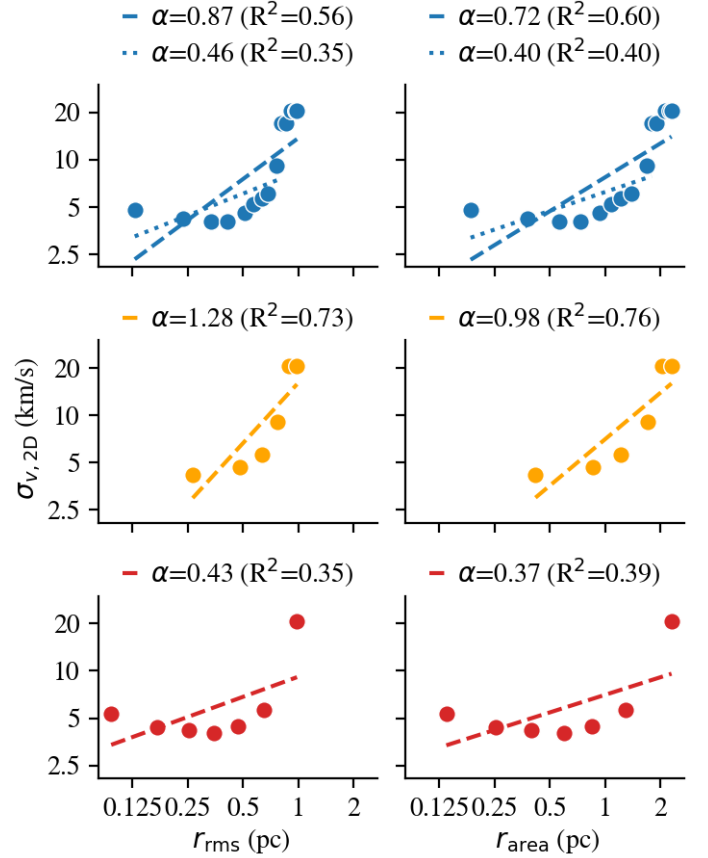 α=0.87 (R²=0.56)
α=0.46 (R²=0.35)
α=0.72 (R²=0.60)
α=0.40 (R²=0.40)
20
10
5
2.5
α=1.28 (R²=0.73)
α=0.98 (R²=0.76)
σv, 2D (km/s)
20
10
5
2.5
α=0.43 (R²=0.35)
α=0.37 (R²=0.39)
20
10
5
2.5
0.125 0.25 0.5 1 2
0.125 0.25 0.5 1 2
rrms (pc)
rarea (pc)